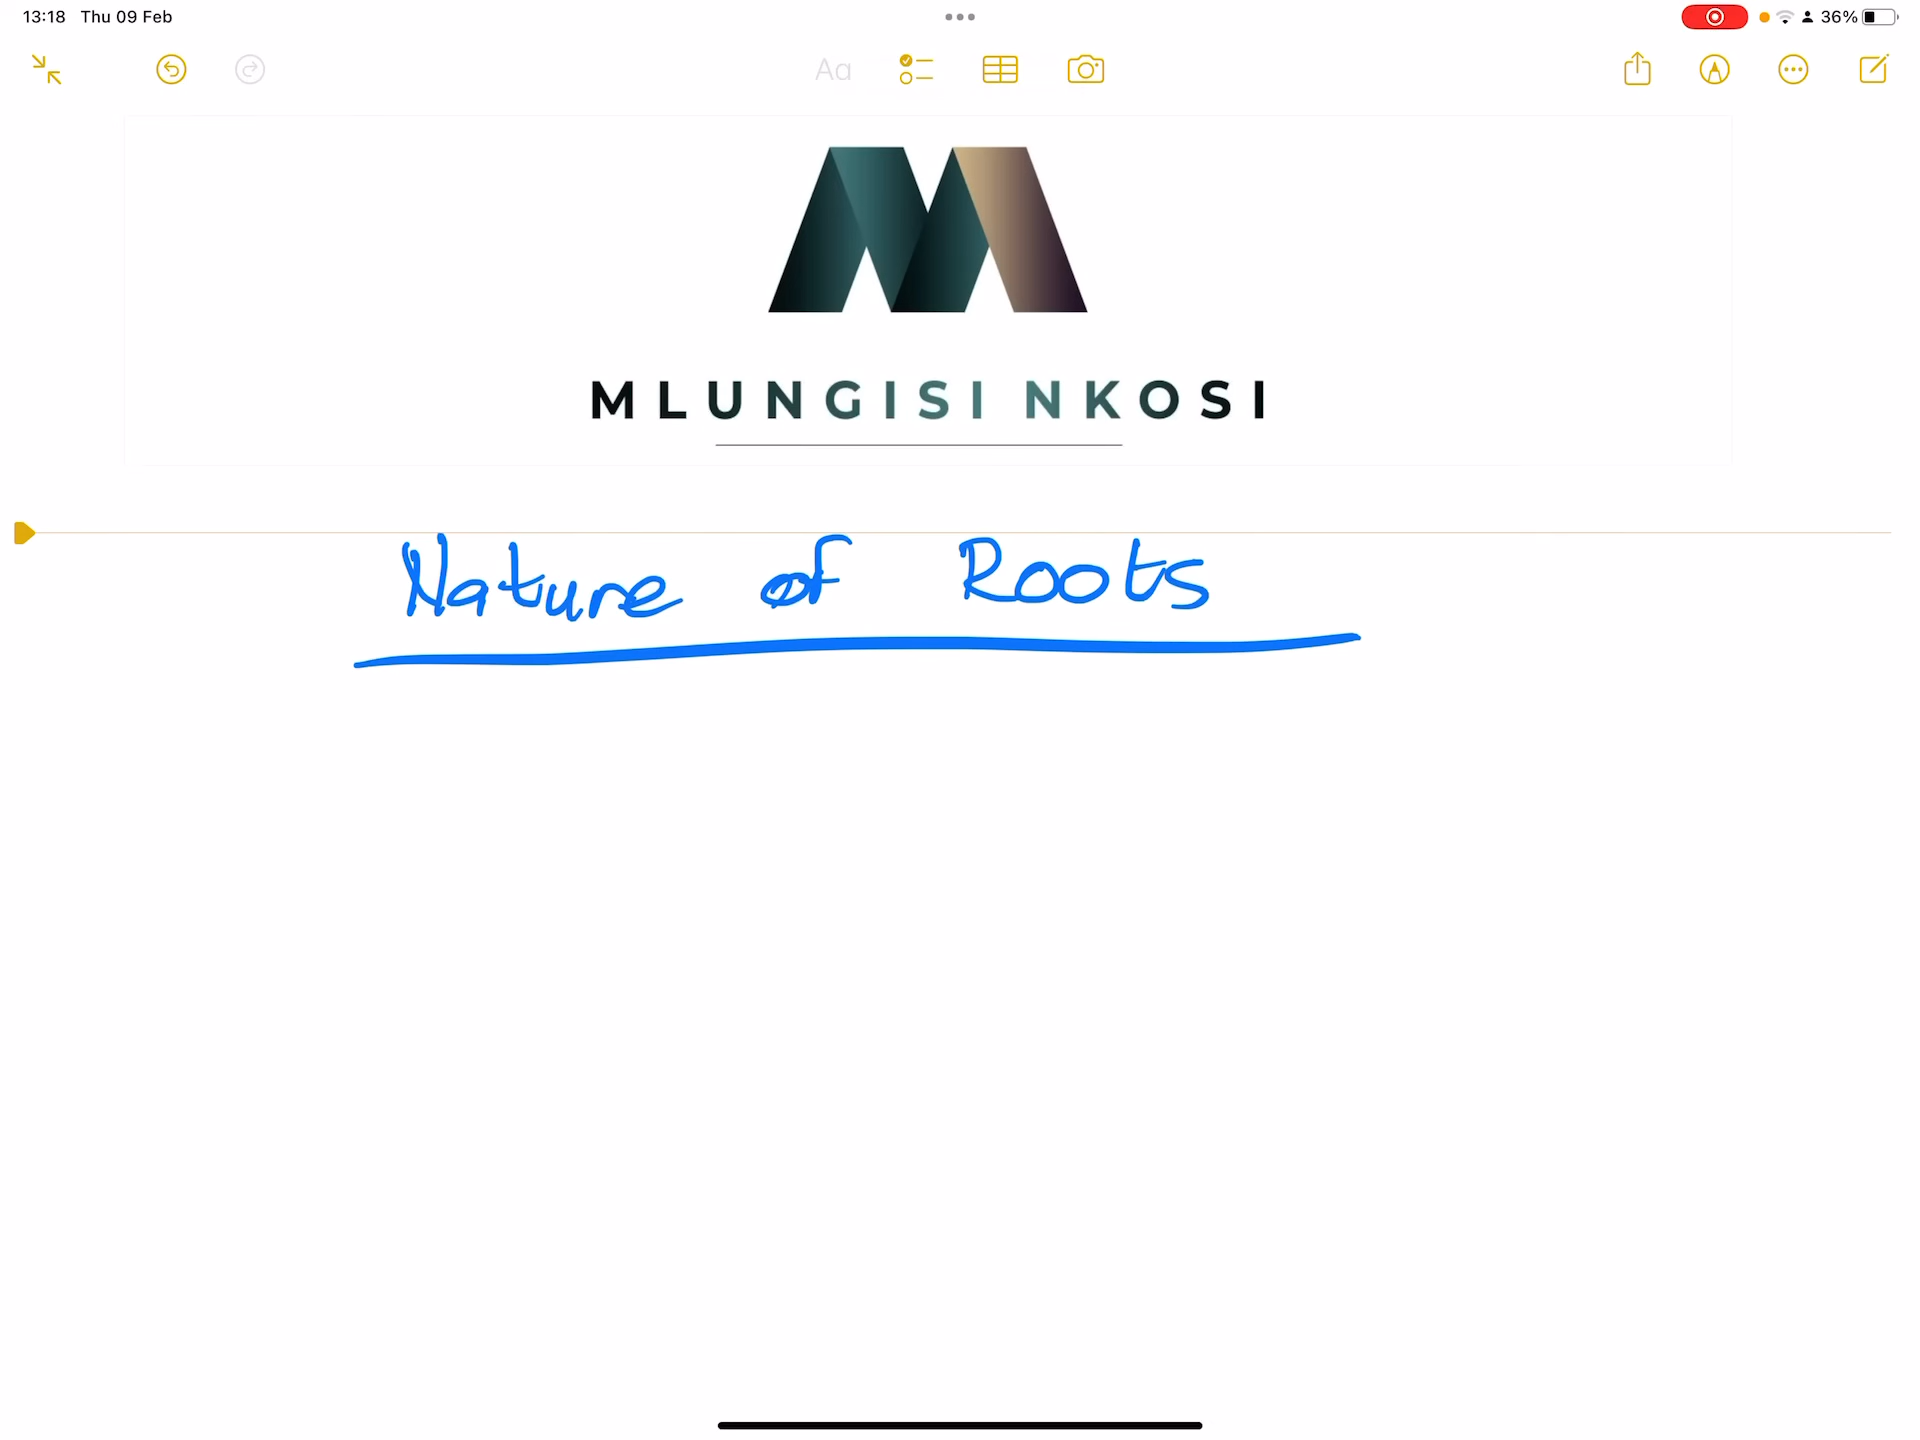 13:18 Thu 09 Feb
36%
Aa
MLUNGISI NKOSI
Nature of Roots